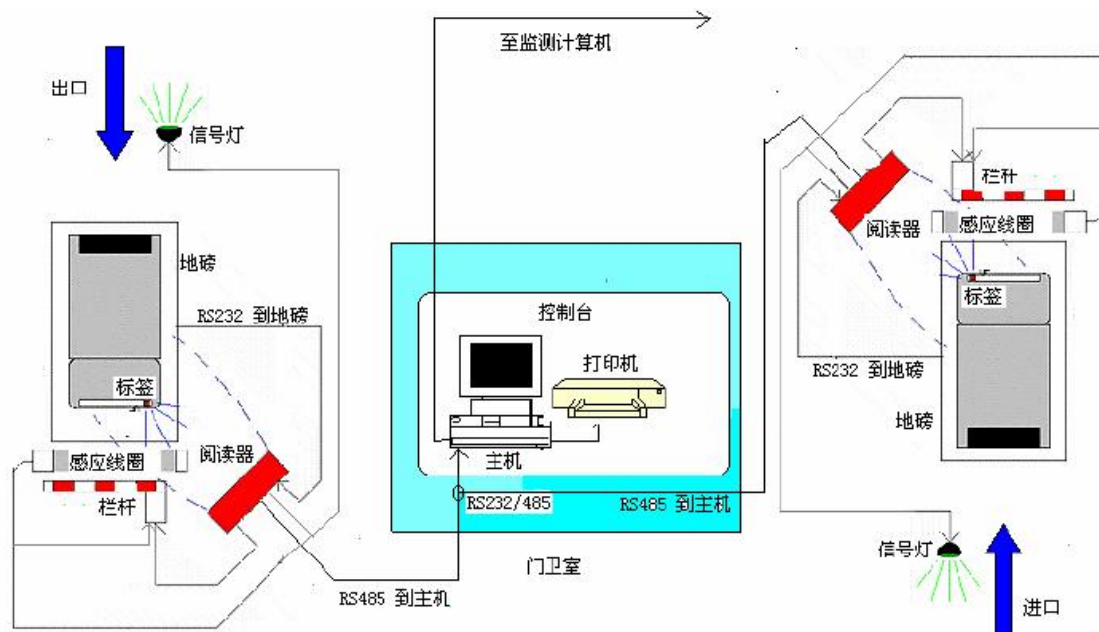 至监测计算机
出口
信号灯
栏秆
阅读器
感应线圈
地磅
标签
RS232 到地磅
控制台
打印机
RS232 到地磅
标签
地磅
阅读器
感应线圈
主机
栏杆
RS232/485
RS485 到主机
信号灯
门卫室
RS485 到主机
进口